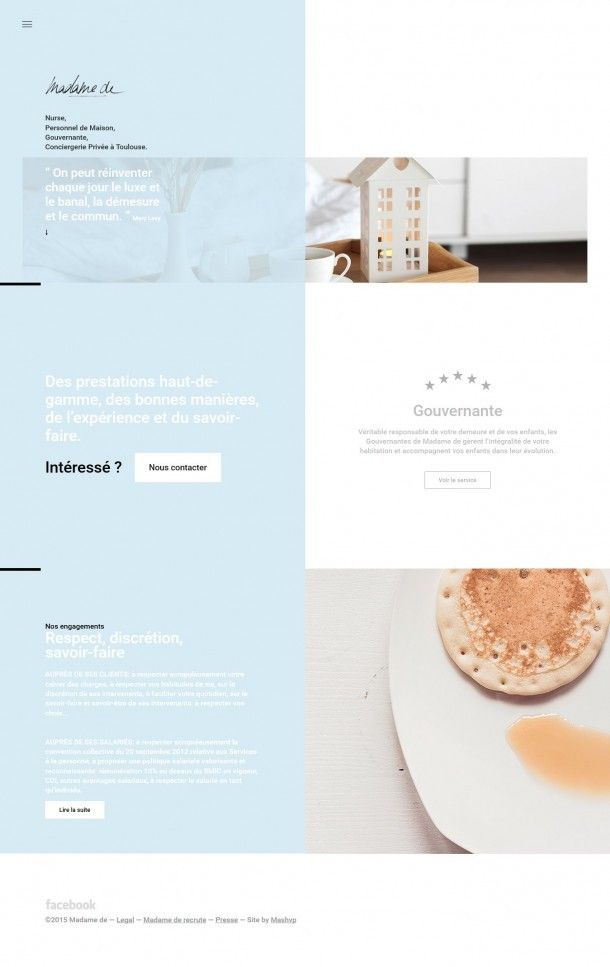 Madame de
Nurse,
Personnel de Maison,
Gouvernante,
Conciergerie Privée à Toulouse.
" On peut réinventer
chaque jour le luxe et
le banal, la démesure
et le commun. " Marc Levy
Des prestations haut-de-
gamme, des bonnes manières,
de l'expérience et du savoir-
faire.
Intéressé ?
Nous contacter
Gouvernante
Véritable responsable de votre demeure et de vos enfants, les
Gouvernantes de Madame de gèrent l'intégralité de votre
habitation et accompagnent vos enfants dans leur évolution.
Voir le service
Nos engagements
Respect, discrétion,
savoir-faire
AUPRÈS DE SES CLIENTS: à respecter scrupuleusement votre
cahier des charges, à respecter vos habitudes de vie, sur la
discrétion de ses intervenants, à faciliter votre quotidien, sur le
savoir-faire et savoir-être de ses intervenants, à respecter vos
choix...
AUPRÈS DE SES SALARIÉS: à respecter scrupuleusement la
convention collective du 20 septembre 2012 relative aux Services
à la personne, à proposer une politique salariale valorisante et
reconnaissante: rémunération 10% au dessus du SMIC en vigueur,
CDI, autres avantages salariaux, à respecter le salarié en tant
qu'individu.
Lire la suite
facebook
©2015 Madame de — Legal — Madame de recrute — Presse — Site by Mashvp